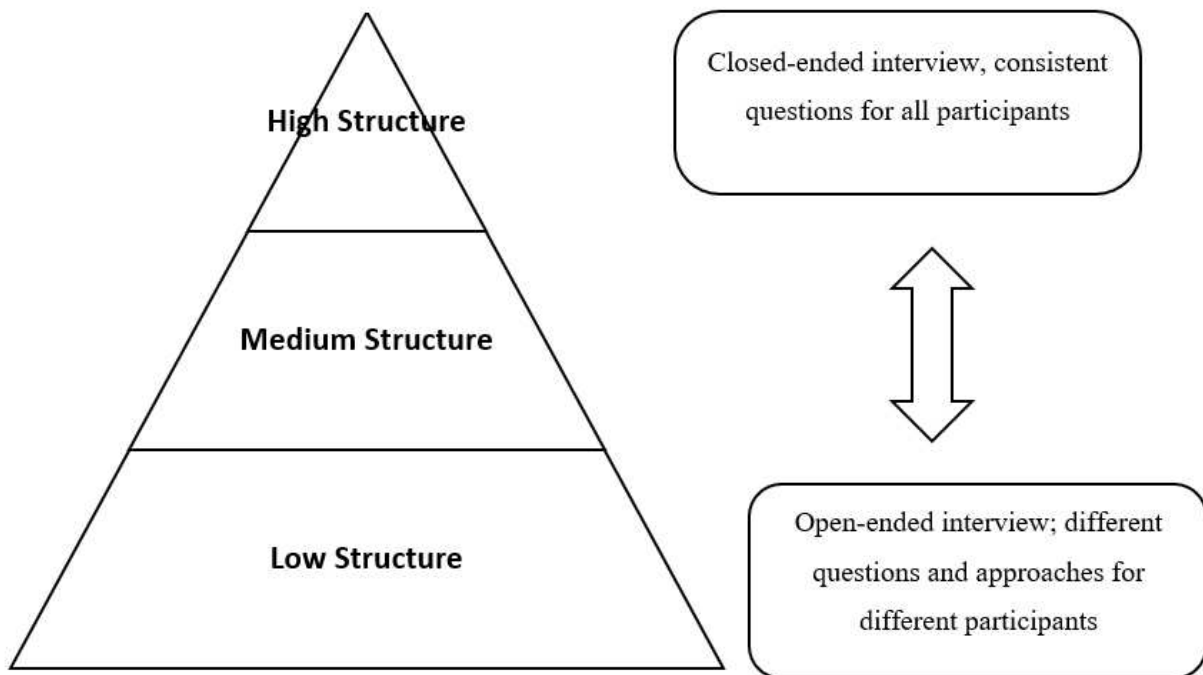 High Structure
Medium Structure
Low Structure
Closed-ended interview, consistent
questions for all participants
Open-ended interview; different
questions and approaches for
different participants